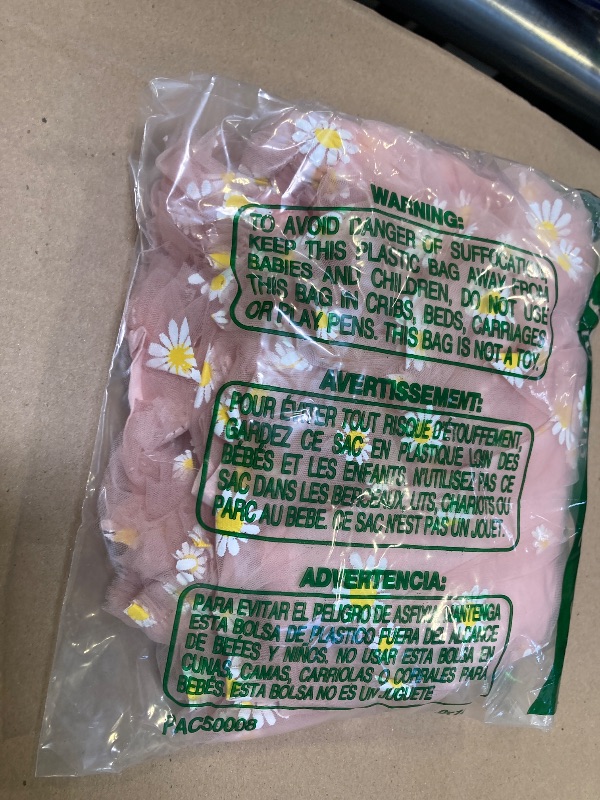 WARNING:
TO AVOID DANGER OF SUFFOCATION,
KEEP THIS PLASTIC BAG AWAY FROM
BABIES AND CHILDREN, DO NOT USE
THIS BAG IN CRIBS, BEDS, CARRIAGES
OR PLAY PENS. THIS BAG IS NOT A TOY.
AVERTISSEMENT:
POUR ÉVITER TOUT RISQUE D'ÉTOUFFEMENT,
GARDEZ CE SAC EN PLASTIQUE LOIN DES
BEBÉS ET LES ENFANTS, N'UTILISEZ PAS CE
SAC DANS LES BERCEAUX, LITS, CHARIOTS OU
PARC AU BEBE. CE SAC N'EST PAS UN JOUET.
ADVERTENCIA:
PARA EVITAR EL PELIGRO DE ASFIXIA MANTENGA
ESTA BOLSA DE PLASTICO FUERA DEL ALCANCE
DE BEBES Y NIÑOS. NO USAR ESTA BOLSA EN
CUNAS, CAMAS, CARRIOLAS O CORRALES PARA
BEBÉS, ESTA BOLSA NO ES UN JUGUETE
PAC50008